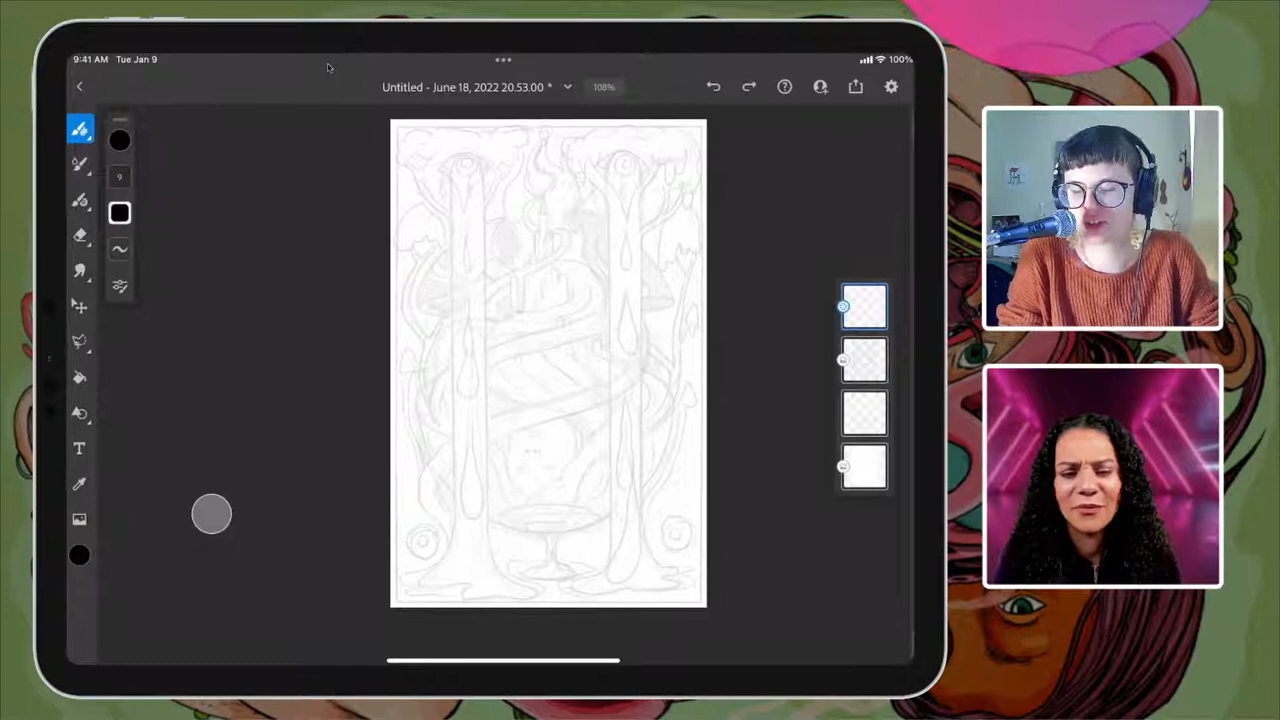 9:41 AM Tue Jan 9
100%
Untitled - June 18, 2022 20.53.00 *
108%
9
T